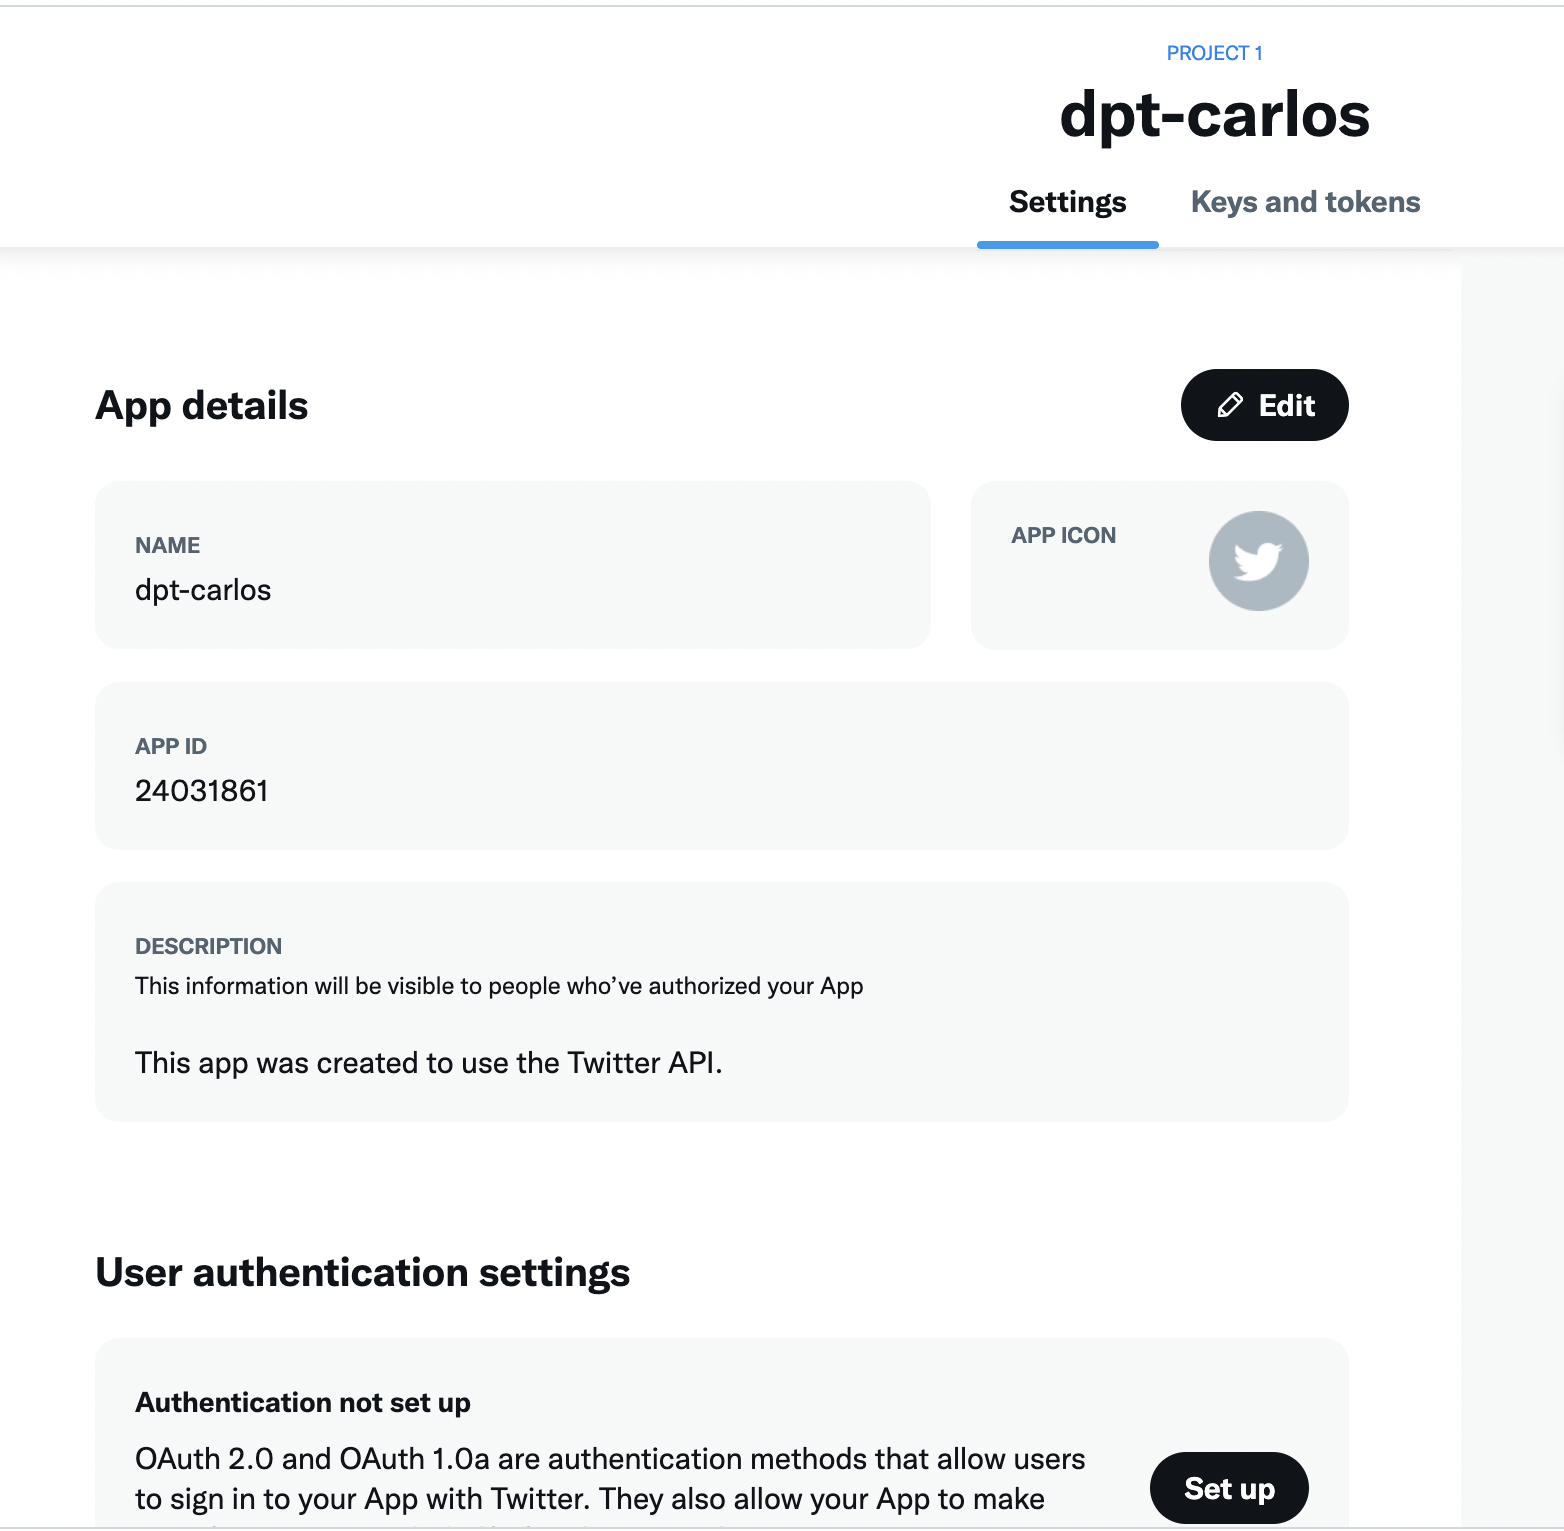 PROJECT 1
dpt-carlos
Settings
Keys and tokens
App details
Edit
NAME
dpt-carlos
APP ICON
APP ID
24031861
DESCRIPTION
This information will be visible to people who’ve authorized your App
This app was created to use the Twitter API.
User authentication settings
Authentication not set up
OAuth 2.0 and OAuth 1.0a are authentication methods that allow users
to sign in to your App with Twitter. They also allow your App to make
Set up